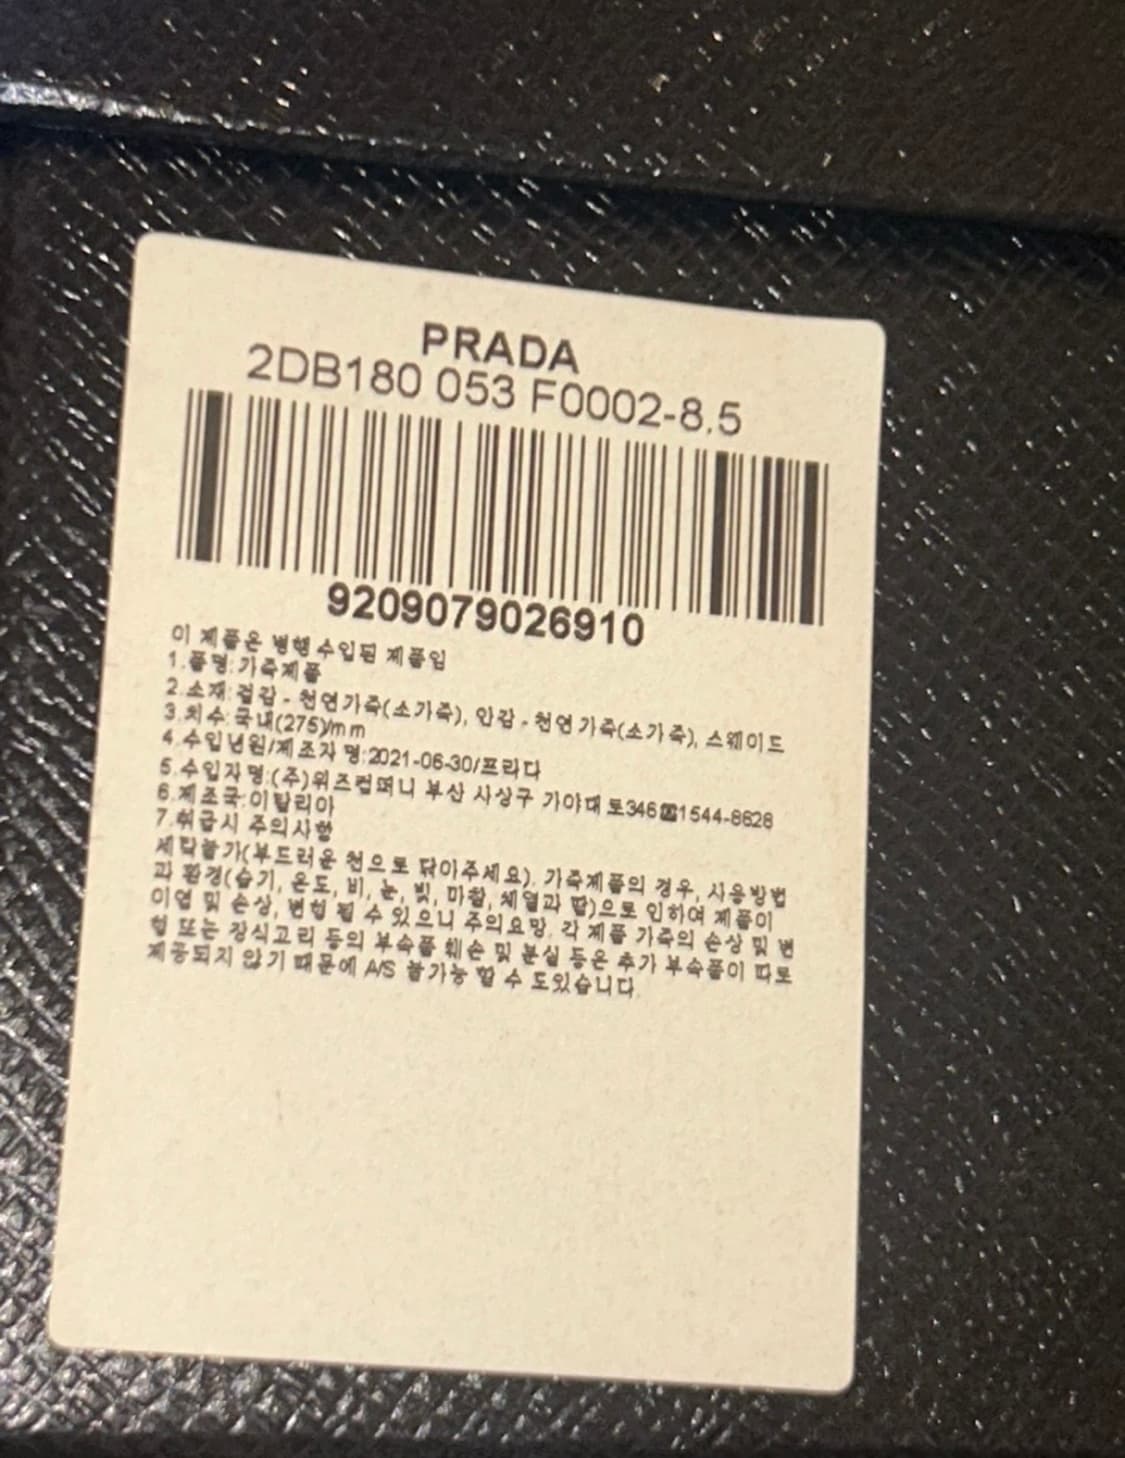 PRADA
2DB180 053 F0002-8.5
9209079026910
이 제품은 병행수입된 제품임
1.품명:가죽제품
2.소재:겉감-천연가죽(소가죽), 안감-천연가죽(소가죽), 스웨이드
3.치수:국내(275)/mm
4.수입년원/제조자명:2021-06-30/프라다
5.수입자명:(주)위즈컴퍼니 부산 사상구 가야대로346☎1544-8628
6.제조국:이탈리아
7.취급시 주의사항
세탁불가(부드러운 천으로 닦아주세요). 가죽제품의 경우, 사용방법
과 환경(습기, 온도, 비, 눈, 빛, 마찰, 체열과 땀)으로 인하여 제품이
이염 및 손상, 변형 될 수 있으니 주의요망. 각 제품 가죽의 손상 및 변
형 또는 장식고리 등의 부속품 훼손 및 분실 등은 추가 부속품이 따로
제공되지 않기 때문에 A/S 불가능 할 수 도있습니다.